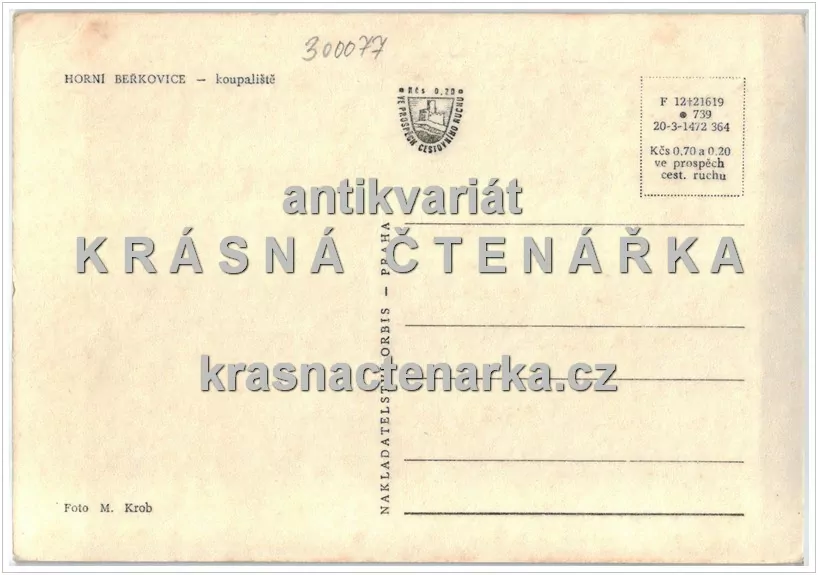 300077
HORNÍ BEŘKOVICE — koupaliště
Kčs 0,20
VE PROSPĚCH CESTOVNÍHO RUCHU
F 12‡21619
● 739
20-3-1472 364
Kčs 0,70 a 0.20
ve prospěch
cest. ruchu
antikvariát
KRÁSNÁ ČTENÁŘKA
krasnactenarka.cz
NAKLADATELSTVÍ ORBIS — PRAHA
Foto M. Krob